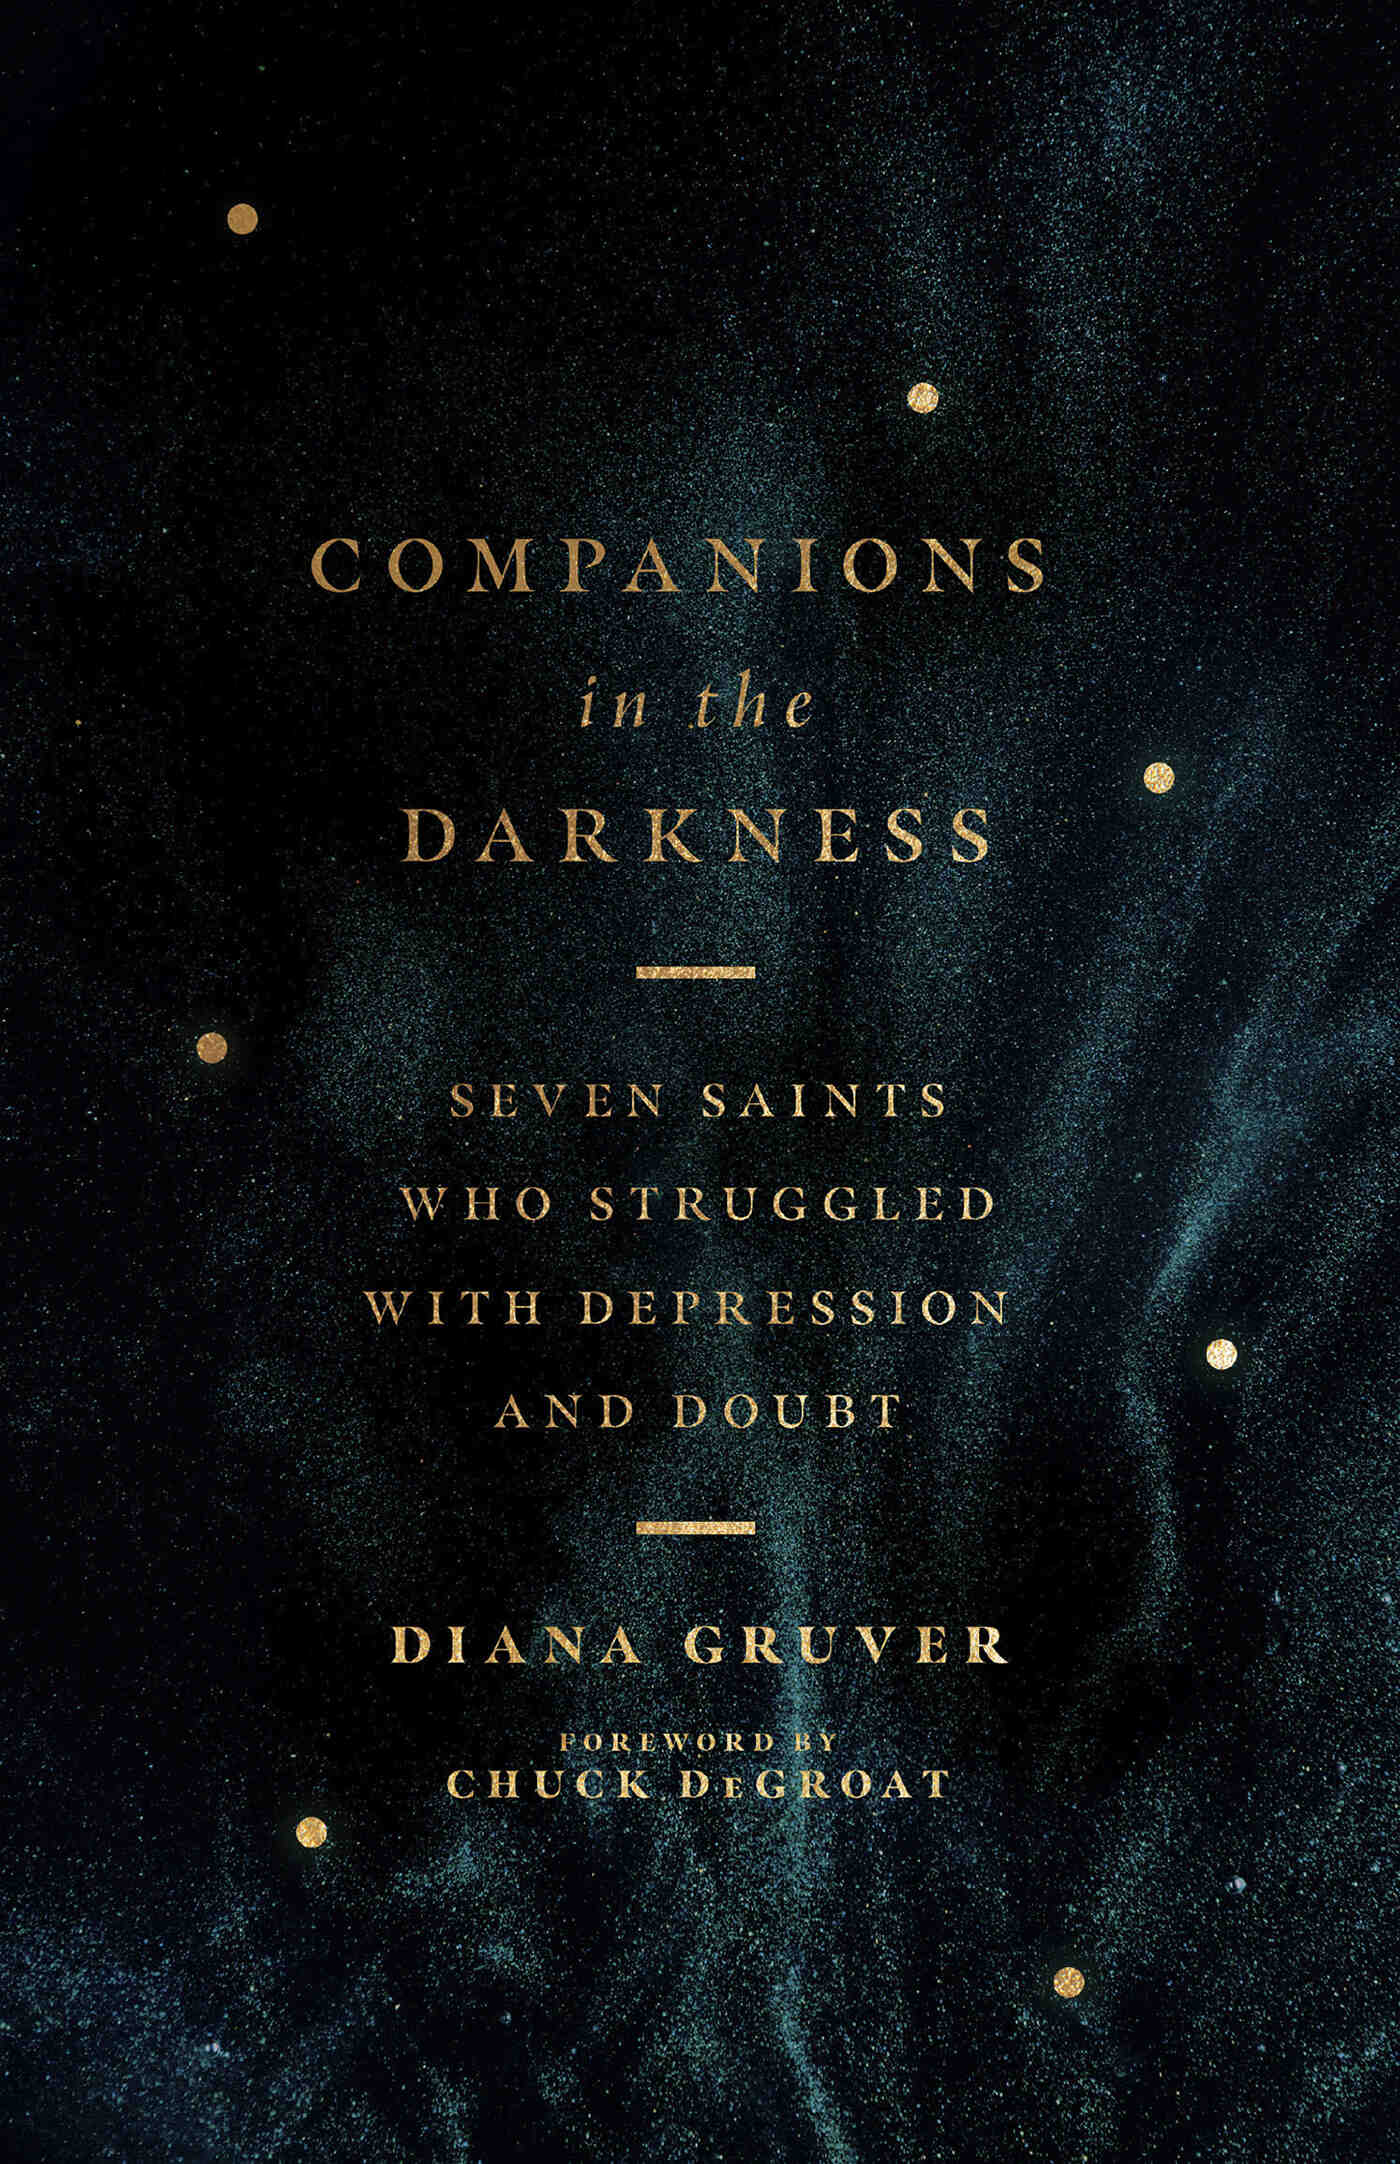 COMPANIONS
in the
DARKNESS
SEVEN SAINTS
WHO STRUGGLED
WITH DEPRESSION
AND DOUBT
DIANA GRUVER
FOREWORD BY
CHUCK DeGROAT